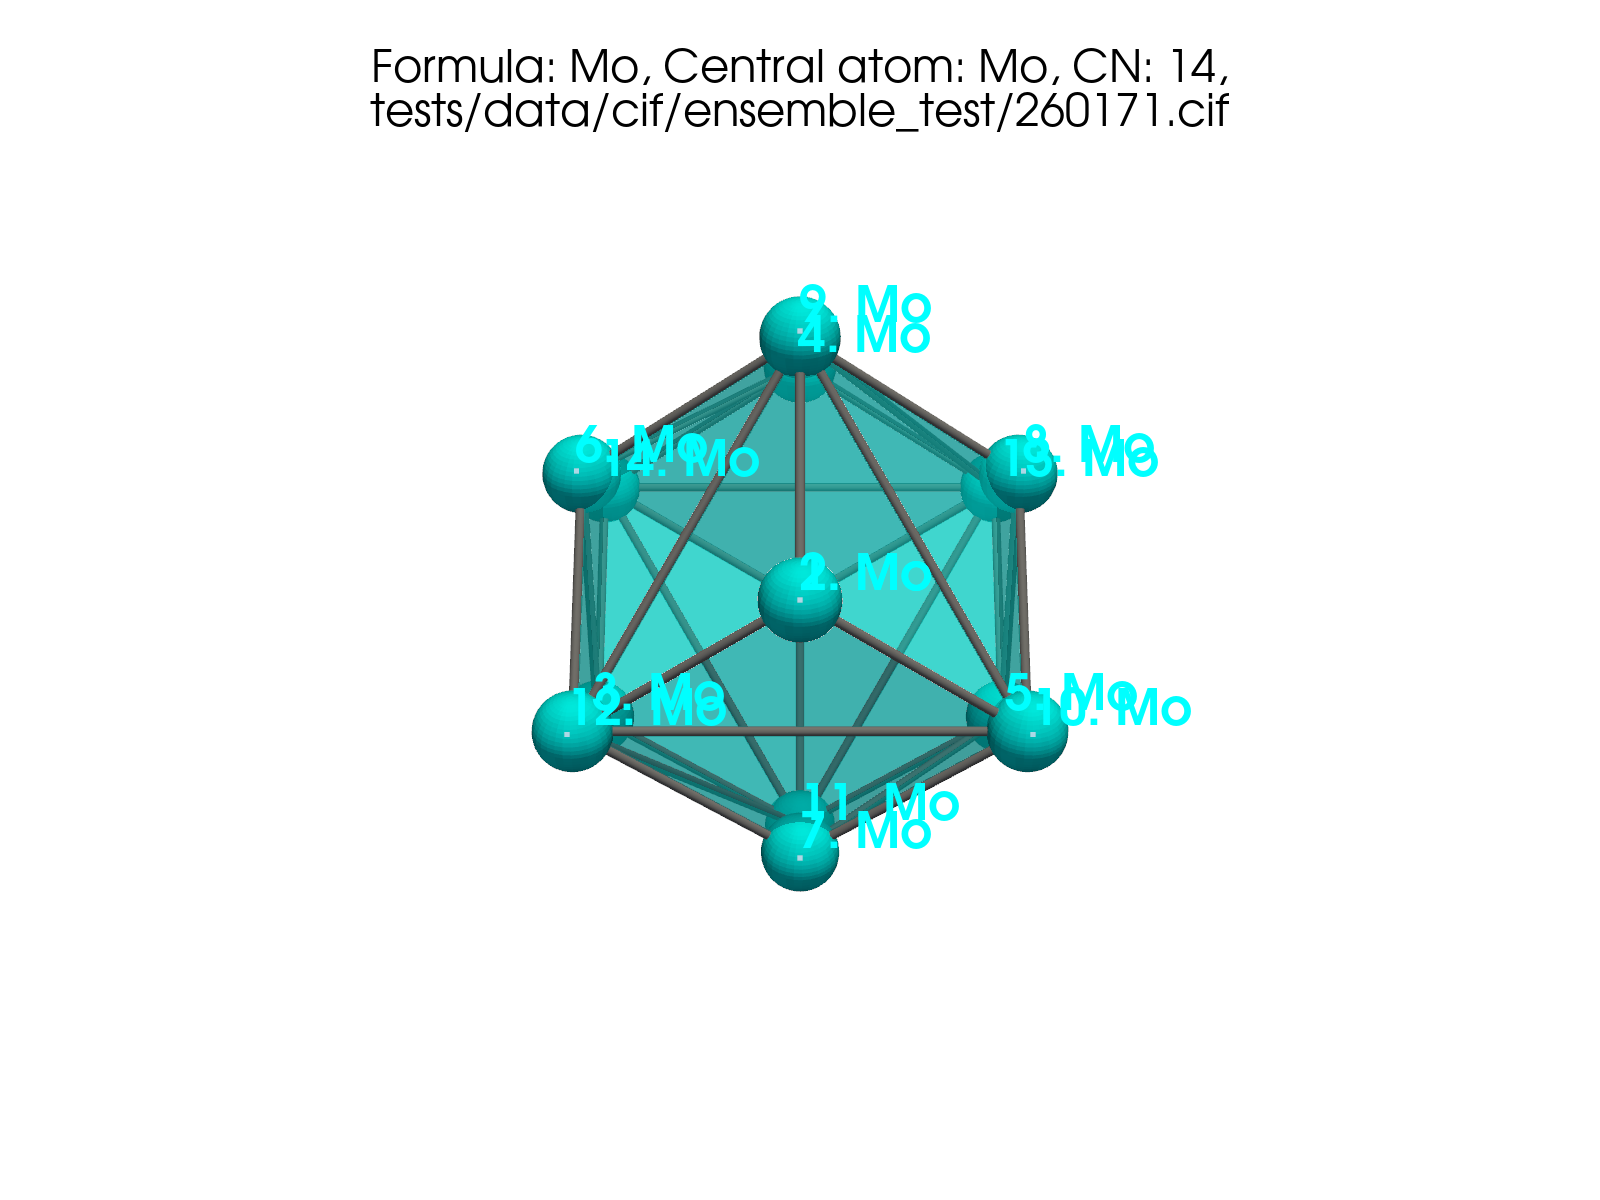 Formula: Mo, Central atom: Mo, CN: 14,
tests/data/cif/ensemble_test/260171.cif
9. Mo
4. Mo
6. Mo
14. Mo
8. Mo
13. Mo
2. Mo
3. Mo
12. Mo
5. Mo
10. Mo
11. Mo
7. Mo